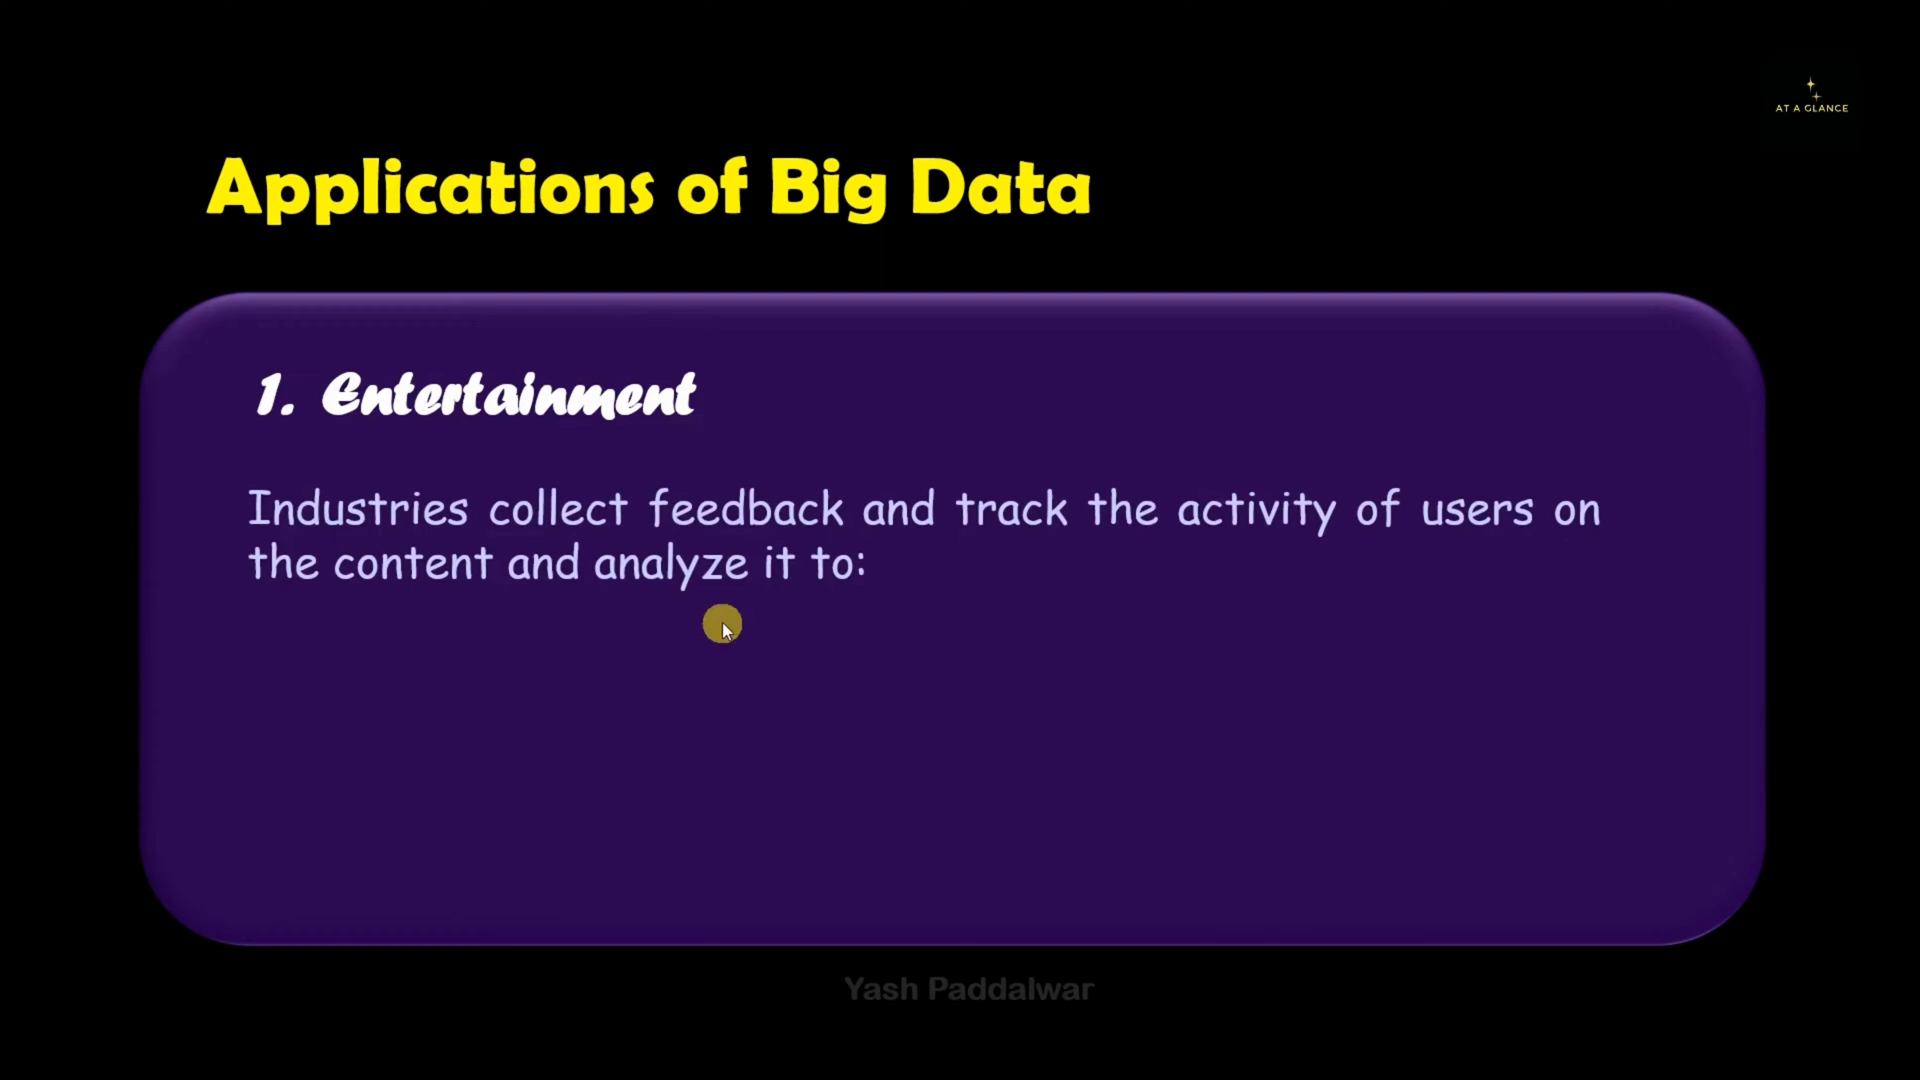 AT A GLANCE
Applications of Big Data
1. Entertainment
Industries collect feedback and track the activity of users on
the content and analyze it to:
Yash Paddalwar